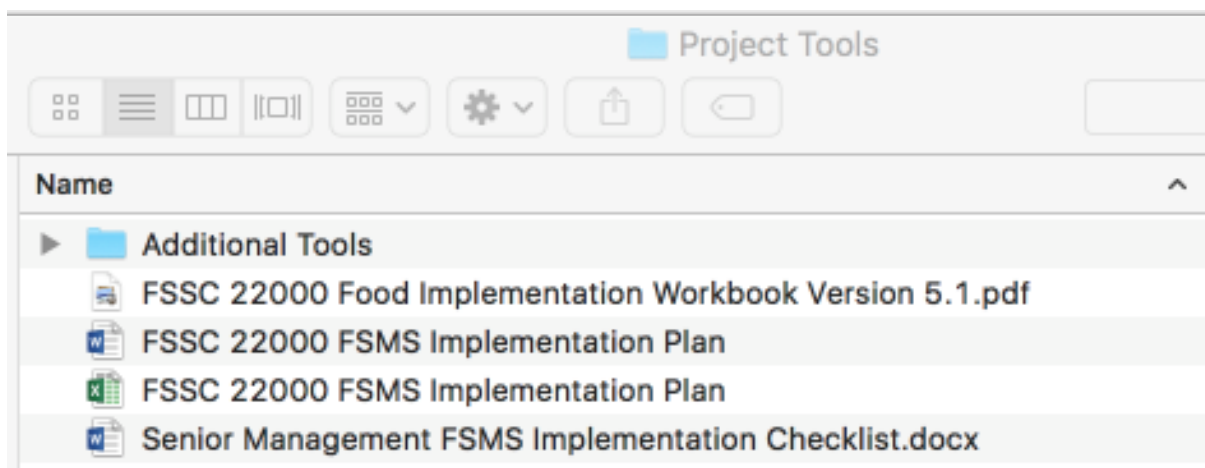 Project Tools
Name
Additional Tools
FSSC 22000 Food Implementation Workbook Version 5.1.pdf
FSSC 22000 FSMS Implementation Plan
FSSC 22000 FSMS Implementation Plan
Senior Management FSMS Implementation Checklist.docx